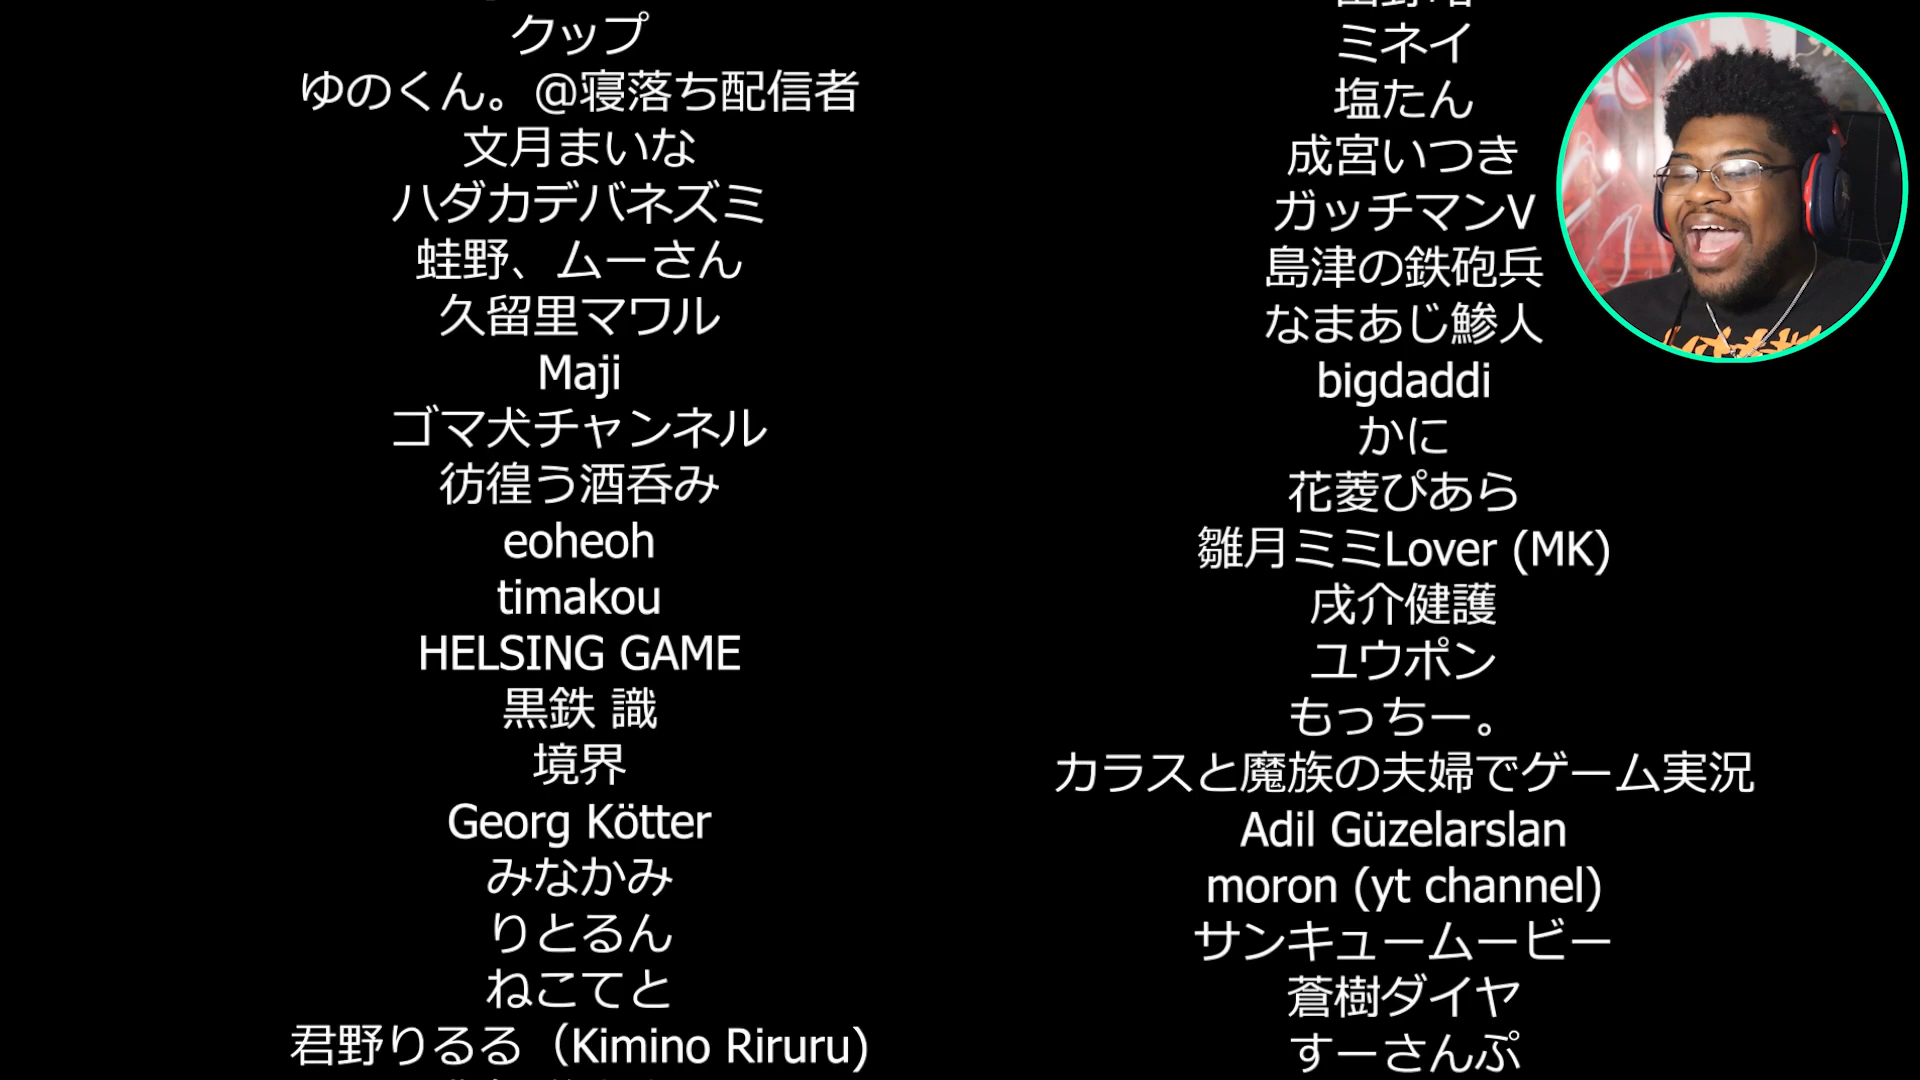 クップ
ゆのくん。@寝落ち配信者
文月まいな
ハダカデバネズミ
蛙野、ムーさん
久留里マワル
Maji
ゴマ犬チャンネル
彷徨う酒呑み
eoheoh
timakou
HELSING GAME
黒鉄 識
境界
Georg Kötter
みなかみ
りとるん
ねこてと
君野りるる（Kimino Riruru)
ミネイ
塩たん
成宮いつき
ガッチマンV
島津の鉄砲兵
なまあじ鯵人
bigdaddi
かに
花菱ぴあら
雛月ミミLover (MK)
戌介健護
ユウポン
もっちー。
カラスと魔族の夫婦でゲーム実況
Adil Güzelarslan
moron (yt channel)
サンキュームービー
蒼樹ダイヤ
すーさんぷ